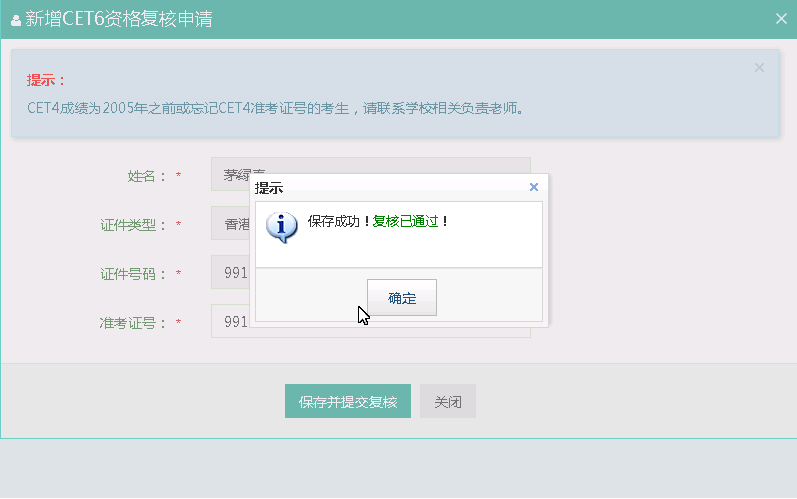 新增CET6资格复核申请
提示：
CET4成绩为2005年之前或忘记CET4准考证号的考生，请联系学校相关负责老师。
姓名： *
茅绿
证件类型： *
香港
证件号码： *
991
准考证号： *
991
提示
保存成功！复核已通过！
确定
保存并提交复核
关闭